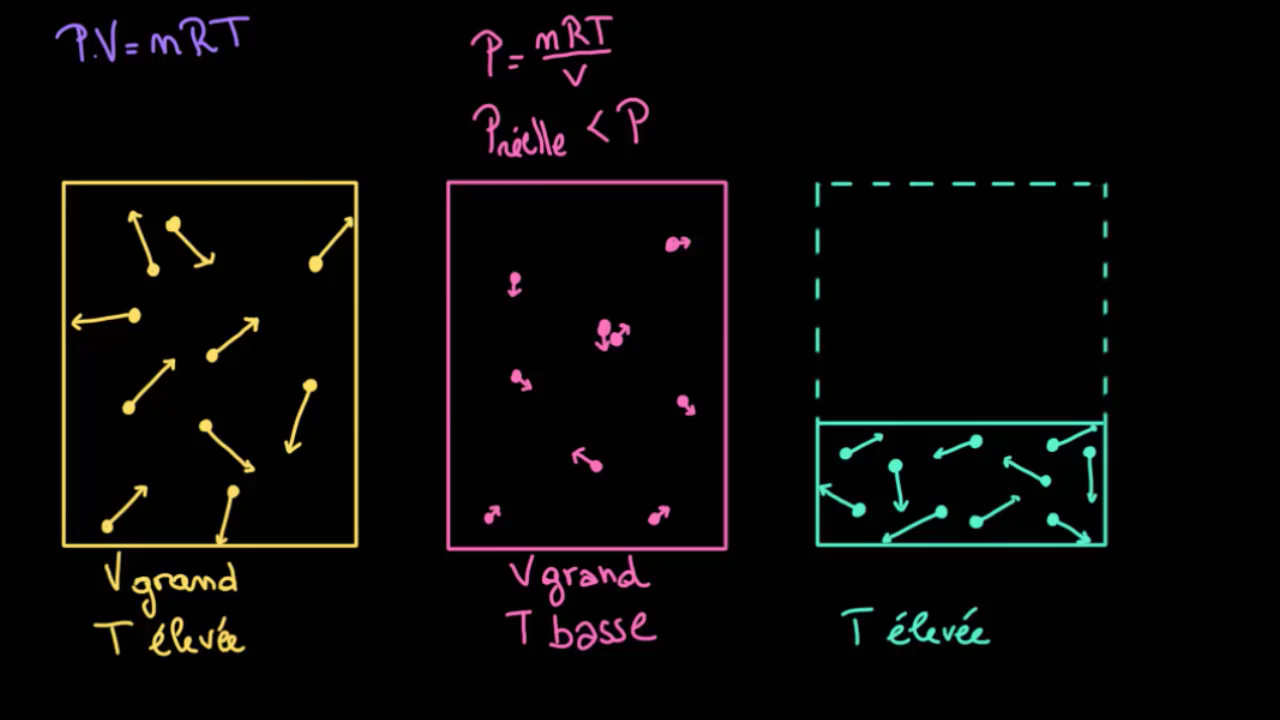 P.V = nRT
P = nRT/V
Préelle < P
V grand
T élevée
V grand
T basse
T élevée